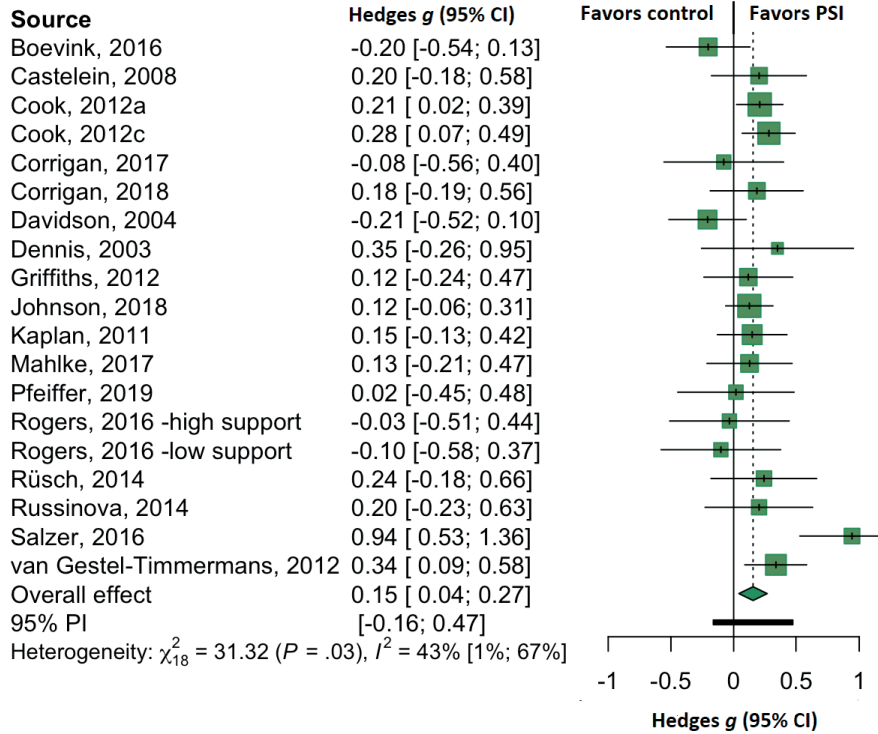 Source Hedges g (95% CI) Favors control Favors PSI
Boevink, 2016 -0.20 [-0.54; 0.13]
Castelein, 2008 0.20 [-0.18; 0.58]
Cook, 2012a 0.21 [ 0.02; 0.39]
Cook, 2012c 0.28 [ 0.07; 0.49]
Corrigan, 2017 -0.08 [-0.56; 0.40]
Corrigan, 2018 0.18 [-0.19; 0.56]
Davidson, 2004 -0.21 [-0.52; 0.10]
Dennis, 2003 0.35 [-0.26; 0.95]
Griffiths, 2012 0.12 [-0.24; 0.47]
Johnson, 2018 0.12 [-0.06; 0.31]
Kaplan, 2011 0.15 [-0.13; 0.42]
Mahlke, 2017 0.13 [-0.21; 0.47]
Pfeiffer, 2019 0.02 [-0.45; 0.48]
Rogers, 2016 -high support -0.03 [-0.51; 0.44]
Rogers, 2016 -low support -0.10 [-0.58; 0.37]
Rüsch, 2014 0.24 [-0.18; 0.66]
Russinova, 2014 0.20 [-0.23; 0.63]
Salzer, 2016 0.94 [ 0.53; 1.36]
van Gestel-Timmermans, 2012 0.34 [ 0.09; 0.58]
Overall effect 0.15 [ 0.04; 0.27]
95% PI [-0.16; 0.47]
Heterogeneity: χ²₁₈ = 31.32 (P = .03), I² = 43% [1%; 67%]
-1 -0.5 0 0.5 1
Hedges g (95% CI)